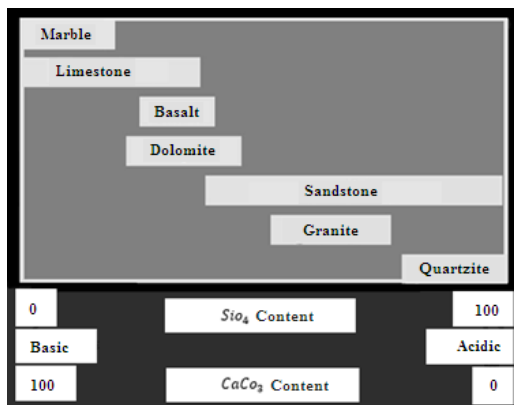 Marble
Limestone
Basalt
Dolomite
Sandstone
Granite
Quartzite
0 Sio₄ Content 100
Basic Acidic
100 CaCo₃ Content 0